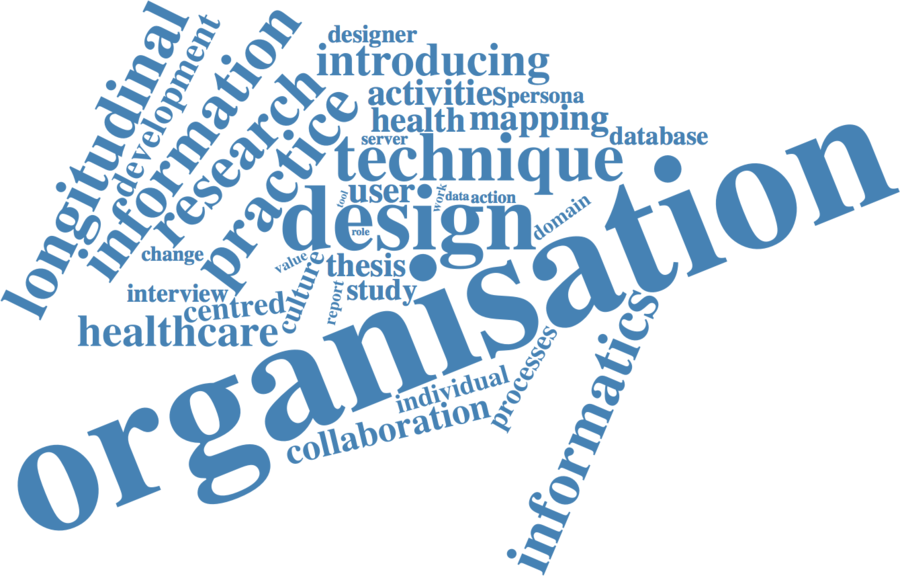 designer
introducing
longitudinal
development
information
research
practice
activities
persona
health
mapping
server
database
technique
tool
user
work
data
action
design
role
domain
change
value
thesis
culture
interview
centred
report
study
healthcare
organisation
individual
processes
collaboration
informatics